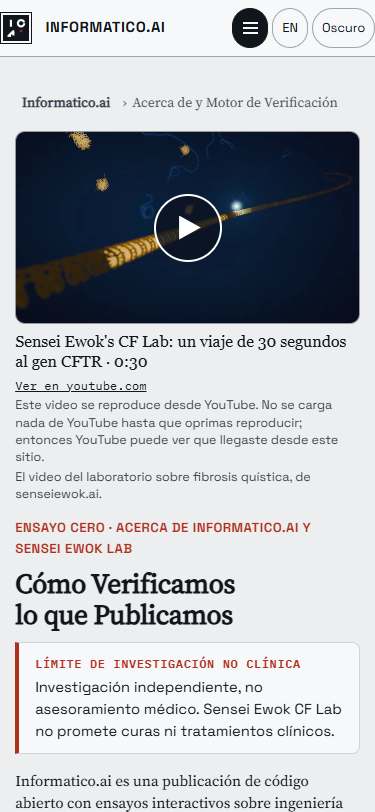 INFORMATICO.AI
EN
Oscuro
Informatico.ai › Acerca de y Motor de Verificación
Sensei Ewok's CF Lab: un viaje de 30 segundos
al gen CFTR · 0:30
Ver en youtube.com
Este video se reproduce desde YouTube. No se carga
nada de YouTube hasta que oprimas reproducir;
entonces YouTube puede ver que llegaste desde este
sitio.
El video del laboratorio sobre fibrosis quística, de
senseiewok.ai.
ENSAYO CERO · ACERCA DE INFORMATICO.AI Y
SENSEI EWOK LAB
Cómo Verificamos
lo que Publicamos
LÍMITE DE INVESTIGACIÓN NO CLÍNICA
Investigación independiente, no
asesoramiento médico. Sensei Ewok CF Lab
no promete curas ni tratamientos clínicos.
Informatico.ai es una publicación de código
abierto con ensayos interactivos sobre ingeniería